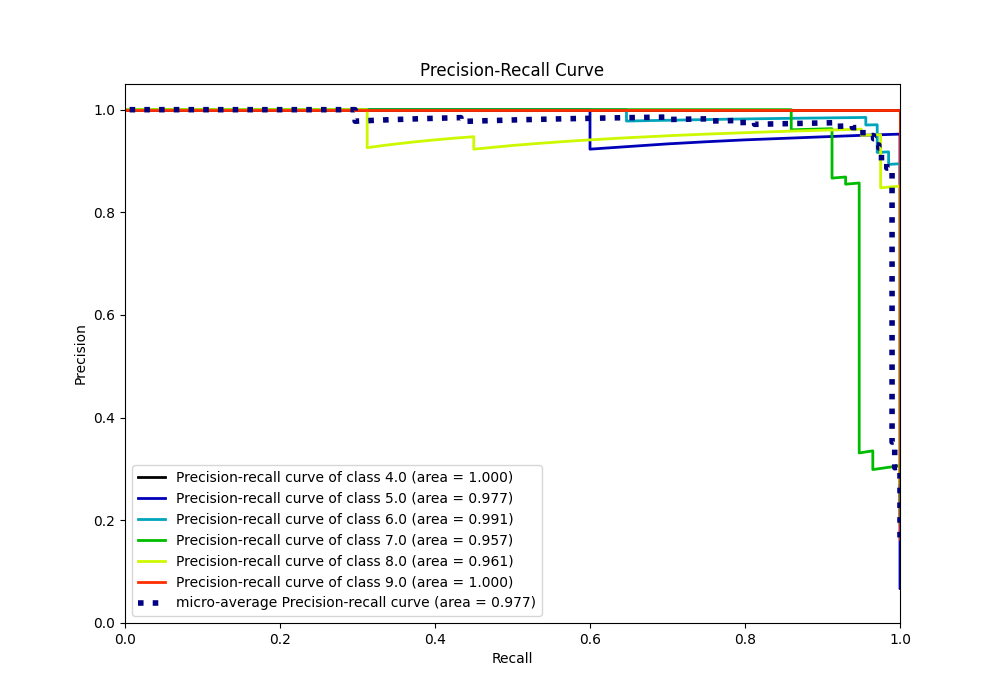 Precision-Recall Curve
Precision
1.0
0.8
0.6
0.4
0.2
0.0
Precision-recall curve of class 4.0 (area = 1.000)
Precision-recall curve of class 5.0 (area = 0.977)
Precision-recall curve of class 6.0 (area = 0.991)
Precision-recall curve of class 7.0 (area = 0.957)
Precision-recall curve of class 8.0 (area = 0.961)
Precision-recall curve of class 9.0 (area = 1.000)
micro-average Precision-recall curve (area = 0.977)
0.0 0.2 0.4 0.6 0.8 1.0
Recall